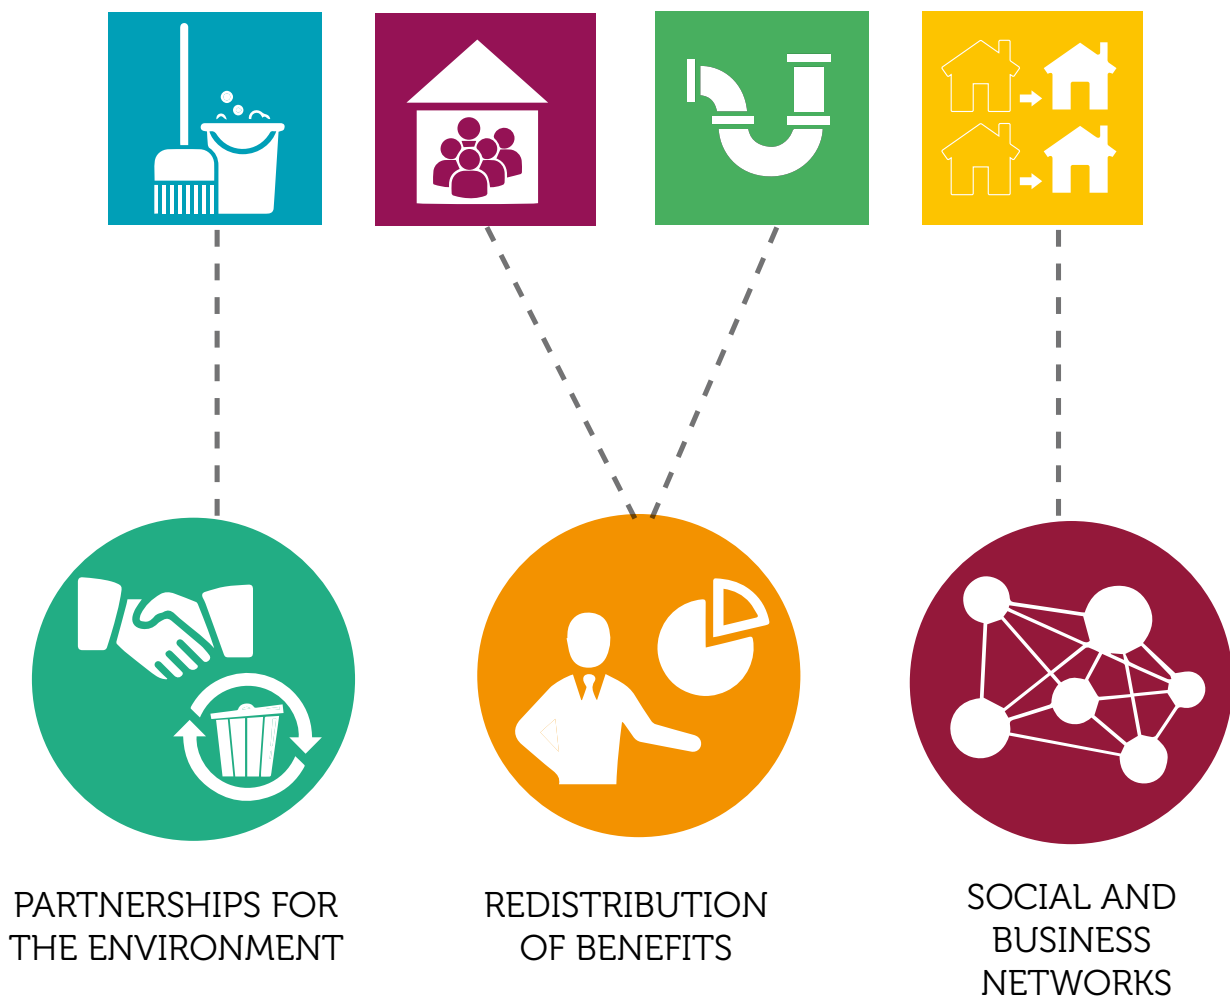 PARTNERSHIPS FOR
THE ENVIRONMENT
REDISTRIBUTION
OF BENEFITS
SOCIAL AND
BUSINESS
NETWORKS